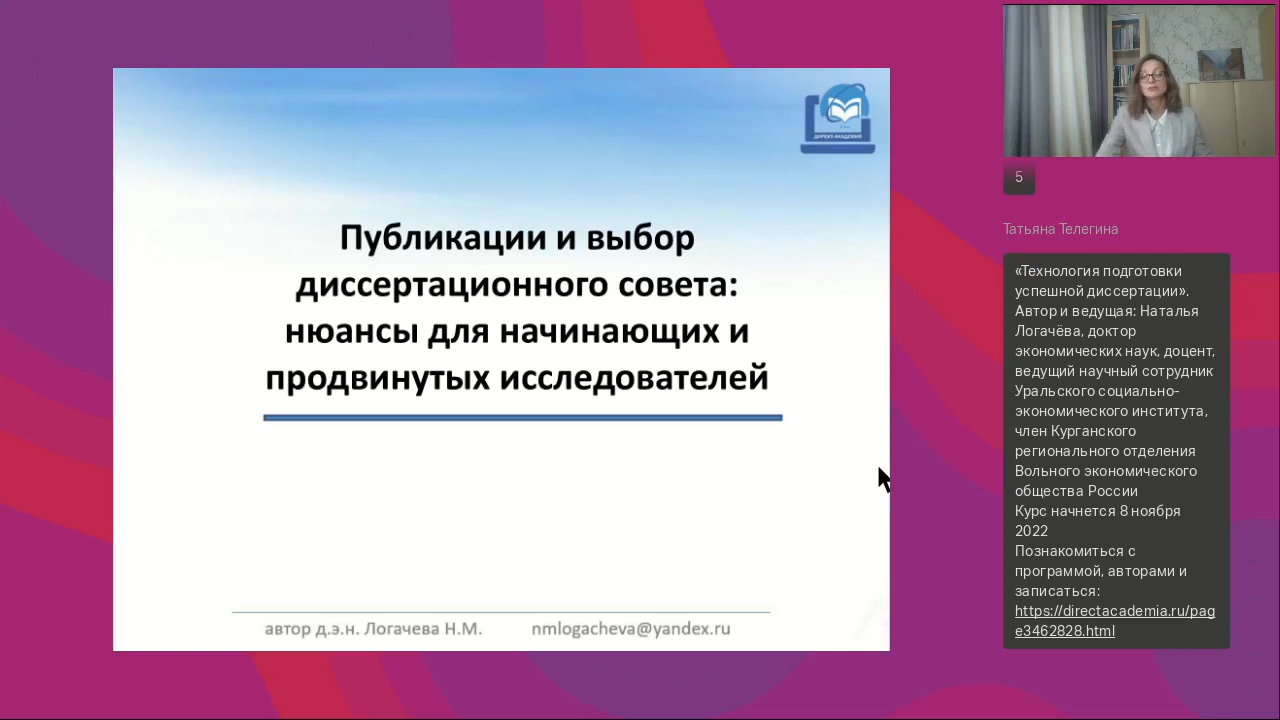 ДИРЕКТ-АКАДЕМИЯ
Публикации и выбор
диссертационного совета:
нюансы для начинающих и
продвинутых исследователей
автор д.э.н. Логачева Н.М.
nmlogacheva@yandex.ru
5
Татьяна Телегина
«Технология подготовки
успешной диссертации».
Автор и ведущая: Наталья
Логачёва, доктор
экономических наук, доцент,
ведущий научный сотрудник
Уральского социально-
экономического института,
член Курганского
регионального отделения
Вольного экономического
общества России
Курс начнется 8 ноября
2022
Познакомиться с
программой, авторами и
записаться:
https://directacademia.ru/pag
e3462828.html